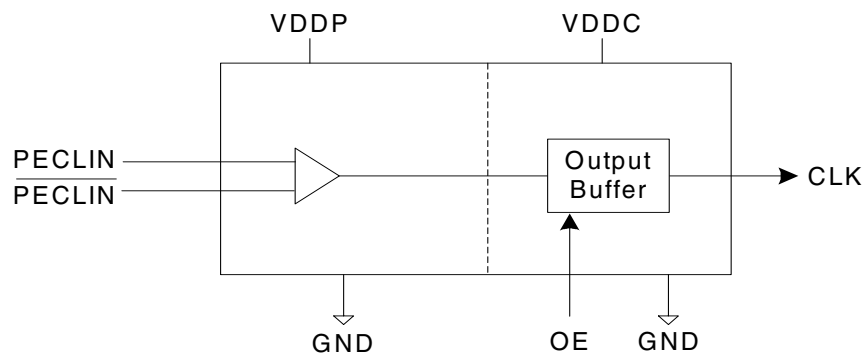 VDDP
VDDC
PECLIN
PECLIN
Output
Buffer
CLK
GND
OE
GND